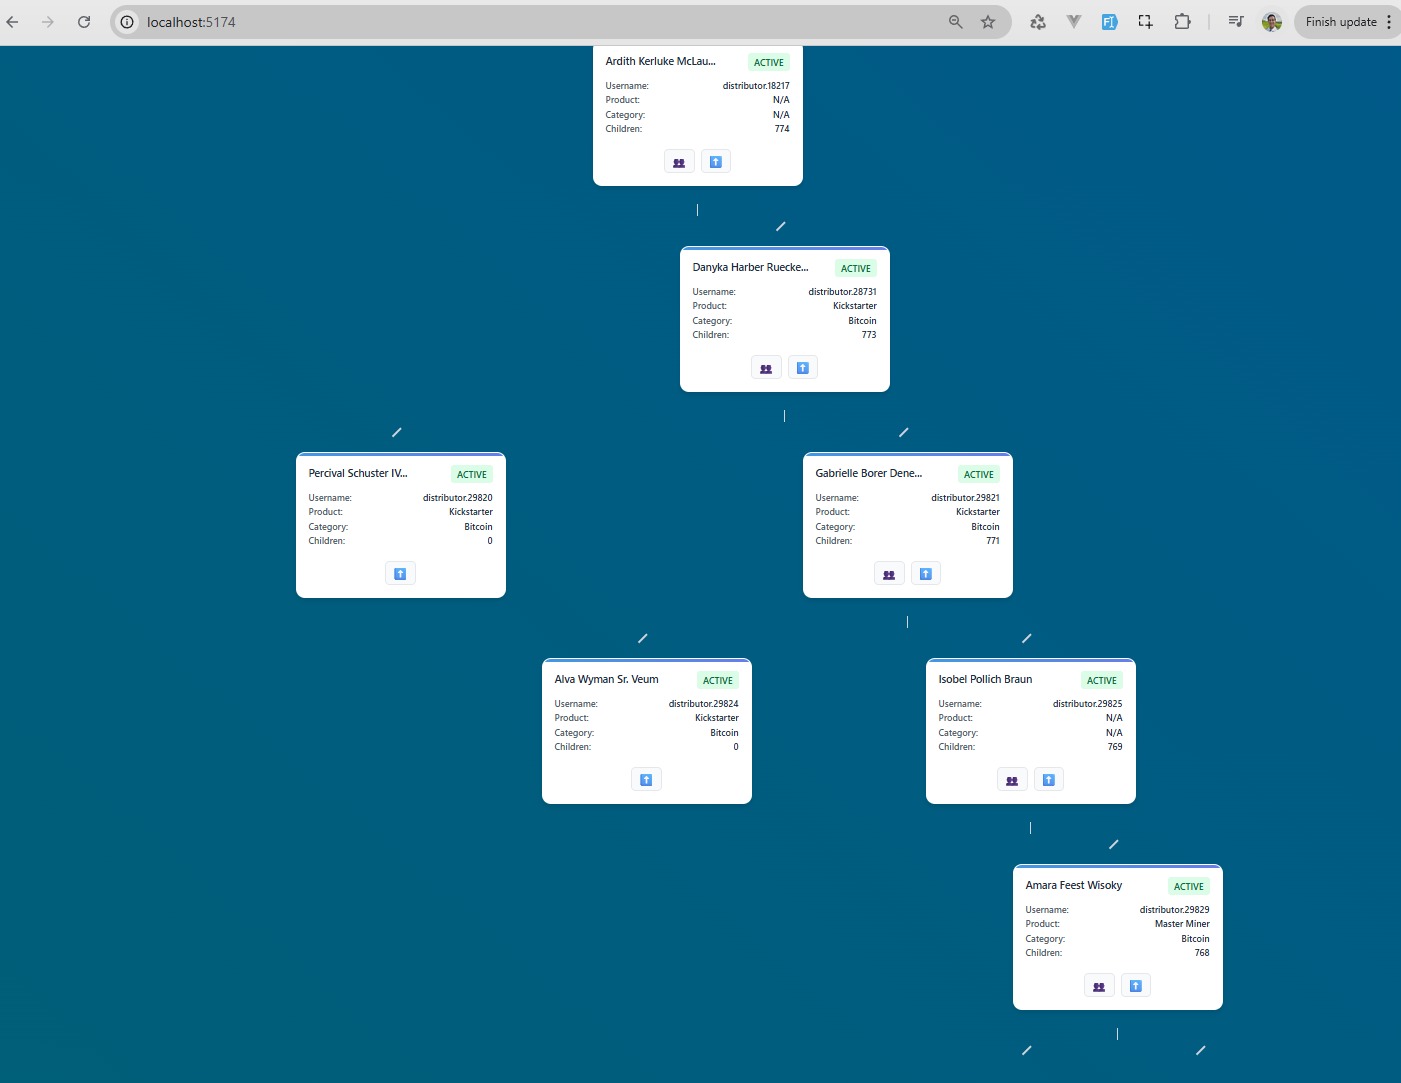 localhost:5174
Finish update
Ardith Kerluke McLau... ACTIVE
Username: distributor.18217
Product: N/A
Category: N/A
Children: 774
Danyka Harber Ruecke... ACTIVE
Username: distributor.28731
Product: Kickstarter
Category: Bitcoin
Children: 773
Percival Schuster IV... ACTIVE
Username: distributor.29820
Product: Kickstarter
Category: Bitcoin
Children: 0
Gabrielle Borer Dene... ACTIVE
Username: distributor.29821
Product: Kickstarter
Category: Bitcoin
Children: 771
Alva Wyman Sr. Veum ACTIVE
Username: distributor.29824
Product: Kickstarter
Category: Bitcoin
Children: 0
Isobel Pollich Braun ACTIVE
Username: distributor.29825
Product: N/A
Category: N/A
Children: 769
Amara Feest Wisoky ACTIVE
Username: distributor.29829
Product: Master Miner
Category: Bitcoin
Children: 768